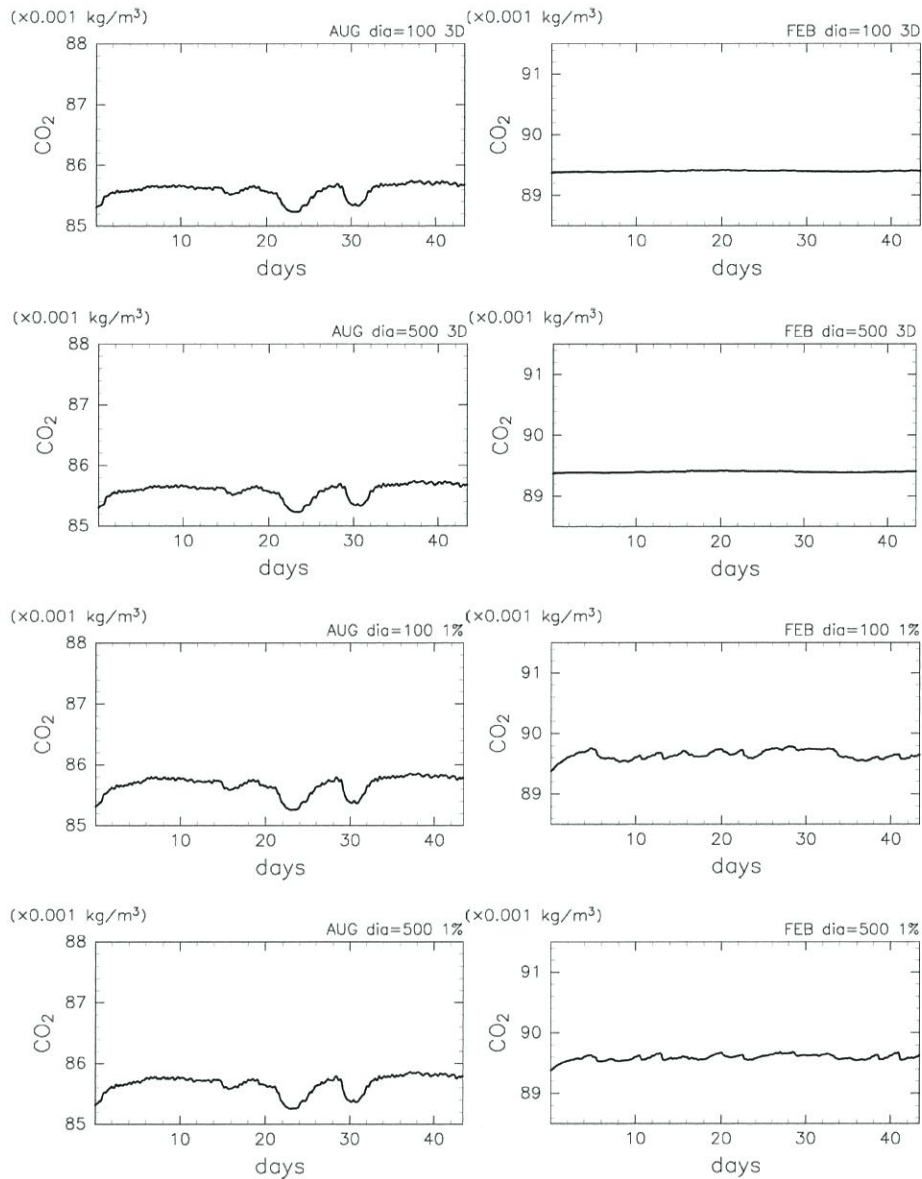 (×0.001 kg/m³)
AUG dia=100 3D
88
87
86
85
CO₂
10 20 30 40
days
(×0.001 kg/m³)
FEB dia=100 3D
91
90
89
CO₂
10 20 30 40
days
(×0.001 kg/m³)
AUG dia=500 3D
88
87
86
85
CO₂
10 20 30 40
days
(×0.001 kg/m³)
FEB dia=500 3D
91
90
89
CO₂
10 20 30 40
days
(×0.001 kg/m³)
AUG dia=100 1%
88
87
86
85
CO₂
10 20 30 40
days
(×0.001 kg/m³)
FEB dia=100 1%
91
90
89
CO₂
10 20 30 40
days
(×0.001 kg/m³)
AUG dia=500 1%
88
87
86
85
CO₂
10 20 30 40
days
(×0.001 kg/m³)
FEB dia=500 1%
91
90
89
CO₂
10 20 30 40
days